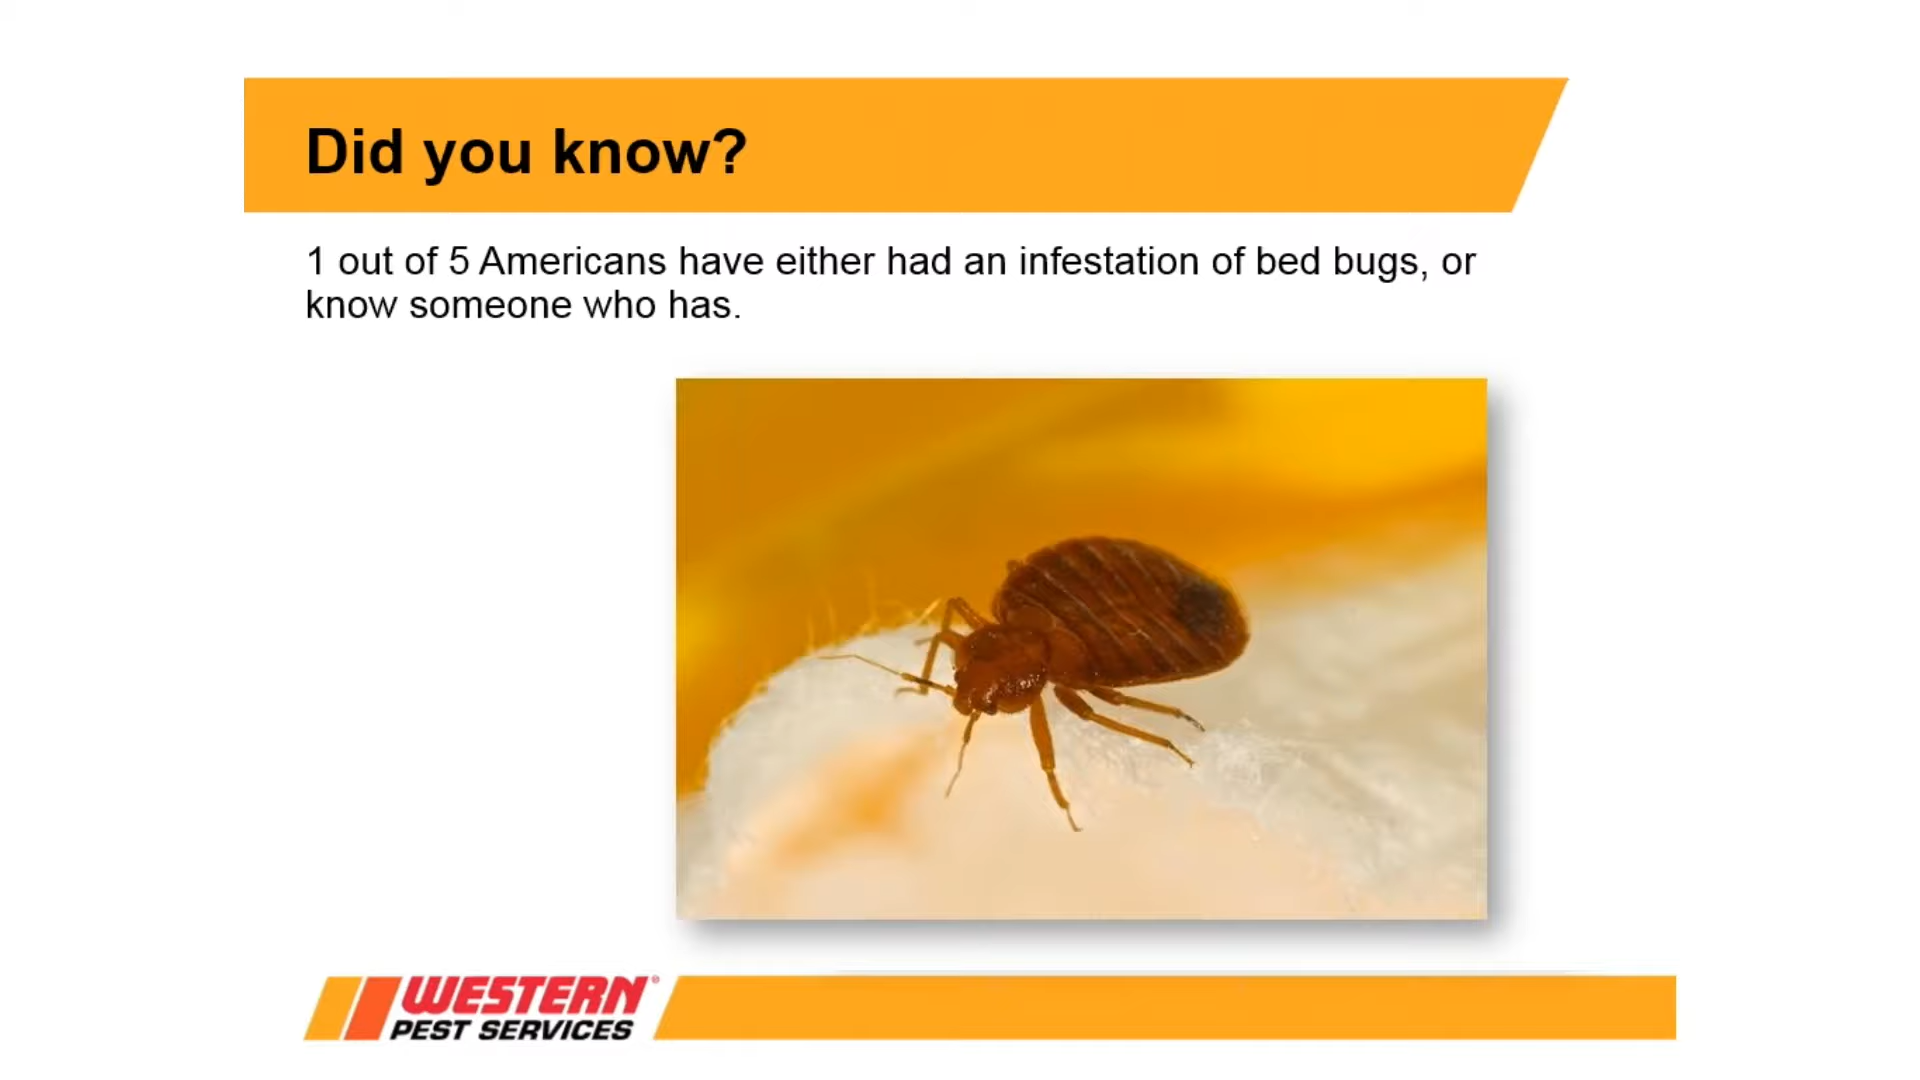 Did you know?
1 out of 5 Americans have either had an infestation of bed bugs, or
know someone who has.
WESTERN®
PEST SERVICES